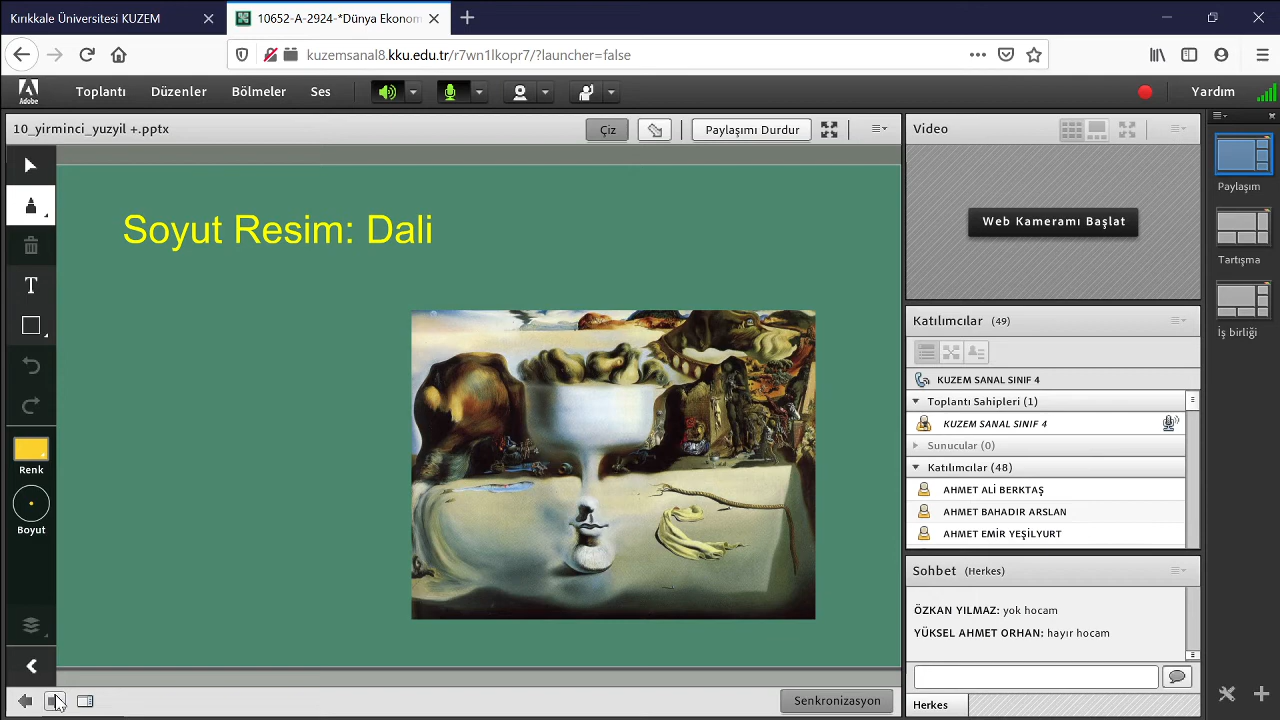 Kırıkkale Üniversitesi KUZEM
10652-A-2924-*Dünya Ekonom
kuzemsanal8.kku.edu.tr/r7wn1lkopr7/?launcher=false
Adobe
Toplantı
Düzenler
Bölmeler
Ses
Yardım
10_yirminci_yuzyil +.pptx
Çiz
Paylaşımı Durdur
Soyut Resim: Dali
T
Renk
Boyut
Senkronizasyon
Video
Web Kameramı Başlat
Katılımcılar (49)
KUZEM SANAL SINIF 4
Toplantı Sahipleri (1)
KUZEM SANAL SINIF 4
Sunucular (0)
Katılımcılar (48)
AHMET ALİ BERKTAŞ
AHMET BAHADIR ARSLAN
AHMET EMİR YEŞİLYURT
Sohbet (Herkes)
ÖZKAN YILMAZ: yok hocam
YÜKSEL AHMET ORHAN: hayır hocam
Herkes
Paylaşım
Tartışma
İş birliği